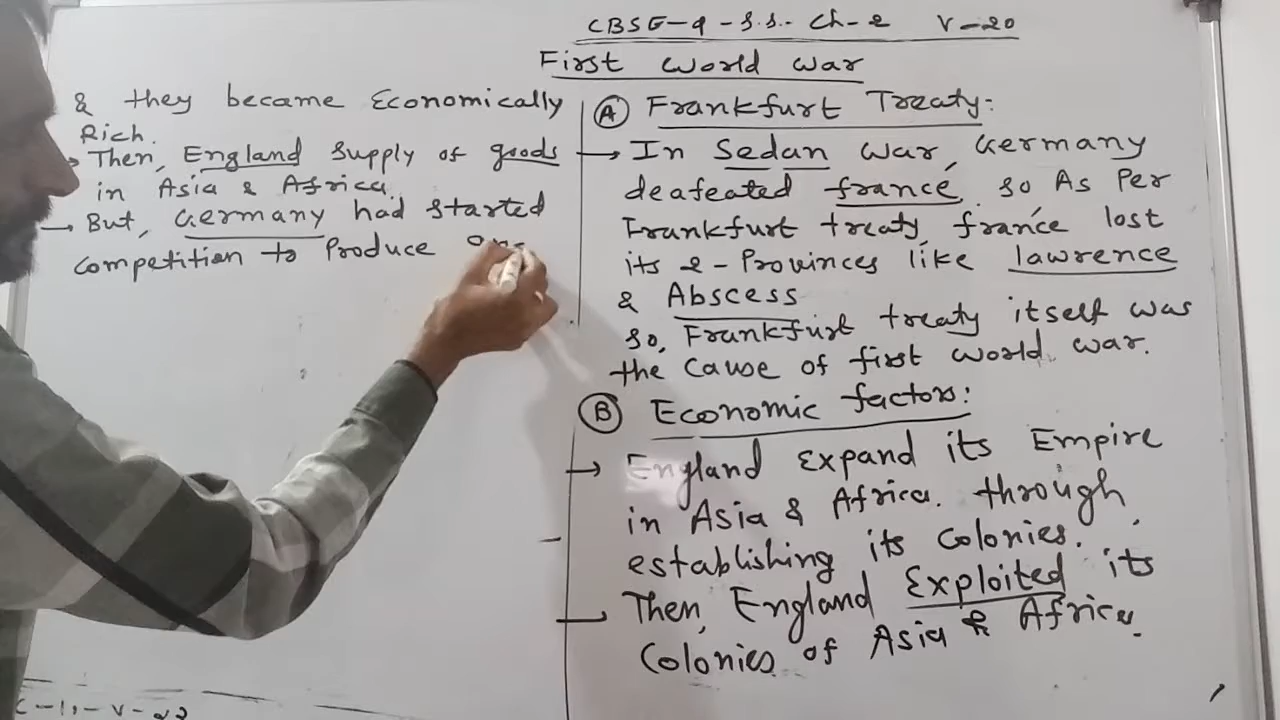 CBSE-9-S.S.- Ch-2 V-20
First World War
(A) Frankfurt Treaty:
→ In Sedan War, Germany
deafeated france, so As Per
Frankfurt treaty, france lost
its 2-Provinces like lawrence
& Abscess
so, Frankfurt treaty itself was
the Cause of first World War.
(B) Economic factors:
→ England Expand its Empire
in Asia & Africa. through
establishing its Colonies.
→ Then, England Exploited its
Colonies of Asia & Africa.
& they became Economically
Rich.
→ Then, England Supply of goods
in Asia & Africa
→ But, Germany had started
Competition to Produce